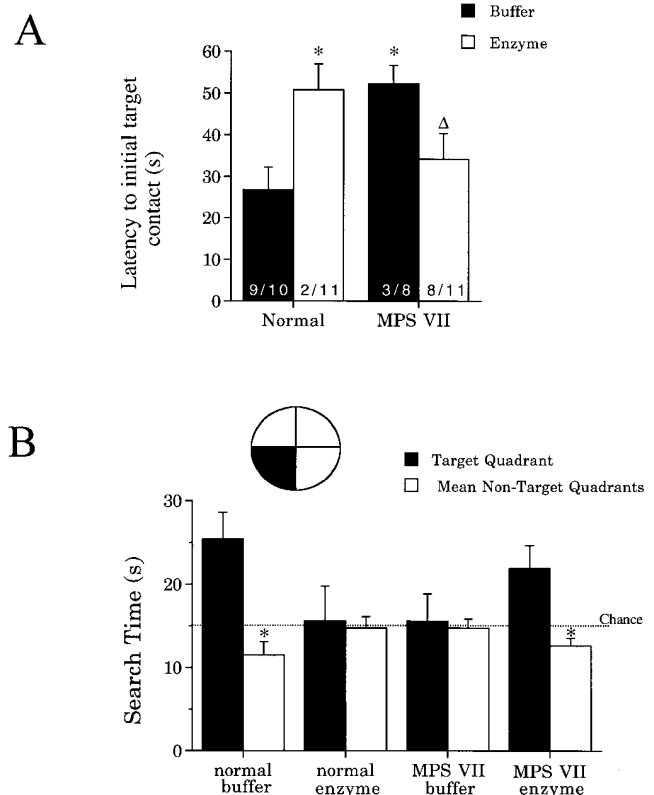 A
Buffer
Enzyme
Latency to initial target
contact (s)
60
50
40
30
20
10
0
* * Δ
9/10 2/11 3/8 8/11
Normal MPS VII
B
Target Quadrant
Mean Non-Target Quadrants
Search Time (s)
30
20
10
0
Chance
* *
normal normal MPS VII MPS VII
buffer enzyme buffer enzyme